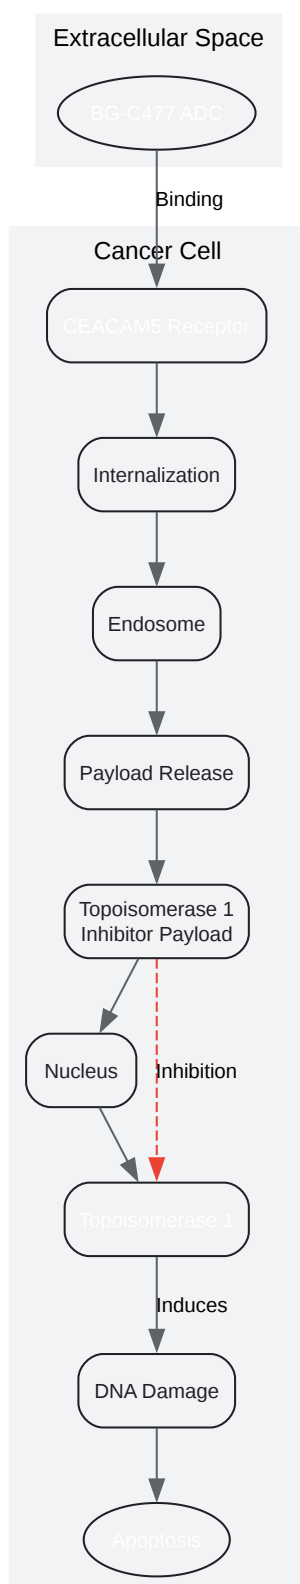 Extracellular Space
BG-C477 ADC
Binding
Cancer Cell
CEACAM5 Receptor
Internalization
Endosome
Payload Release
Topoisomerase 1
Inhibitor Payload
Nucleus
Inhibition
Topoisomerase 1
Induces
DNA Damage
Apoptosis